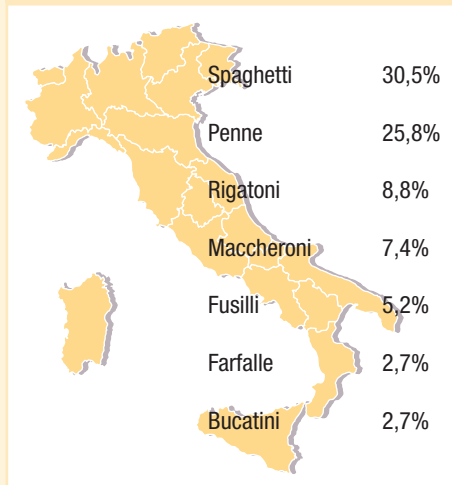 Spaghetti 30,5%
Penne 25,8%
Rigatoni 8,8%
Maccheroni 7,4%
Fusilli 5,2%
Farfalle 2,7%
Bucatini 2,7%